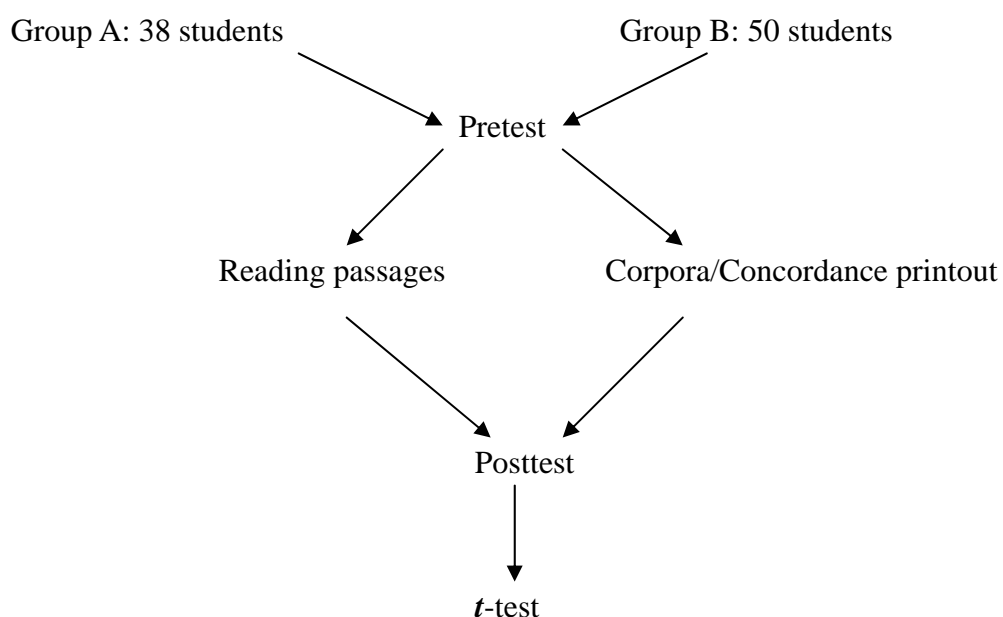 Group A: 38 students Group B: 50 students
Pretest
Reading passages Corpora/Concordance printout
Posttest
t-test